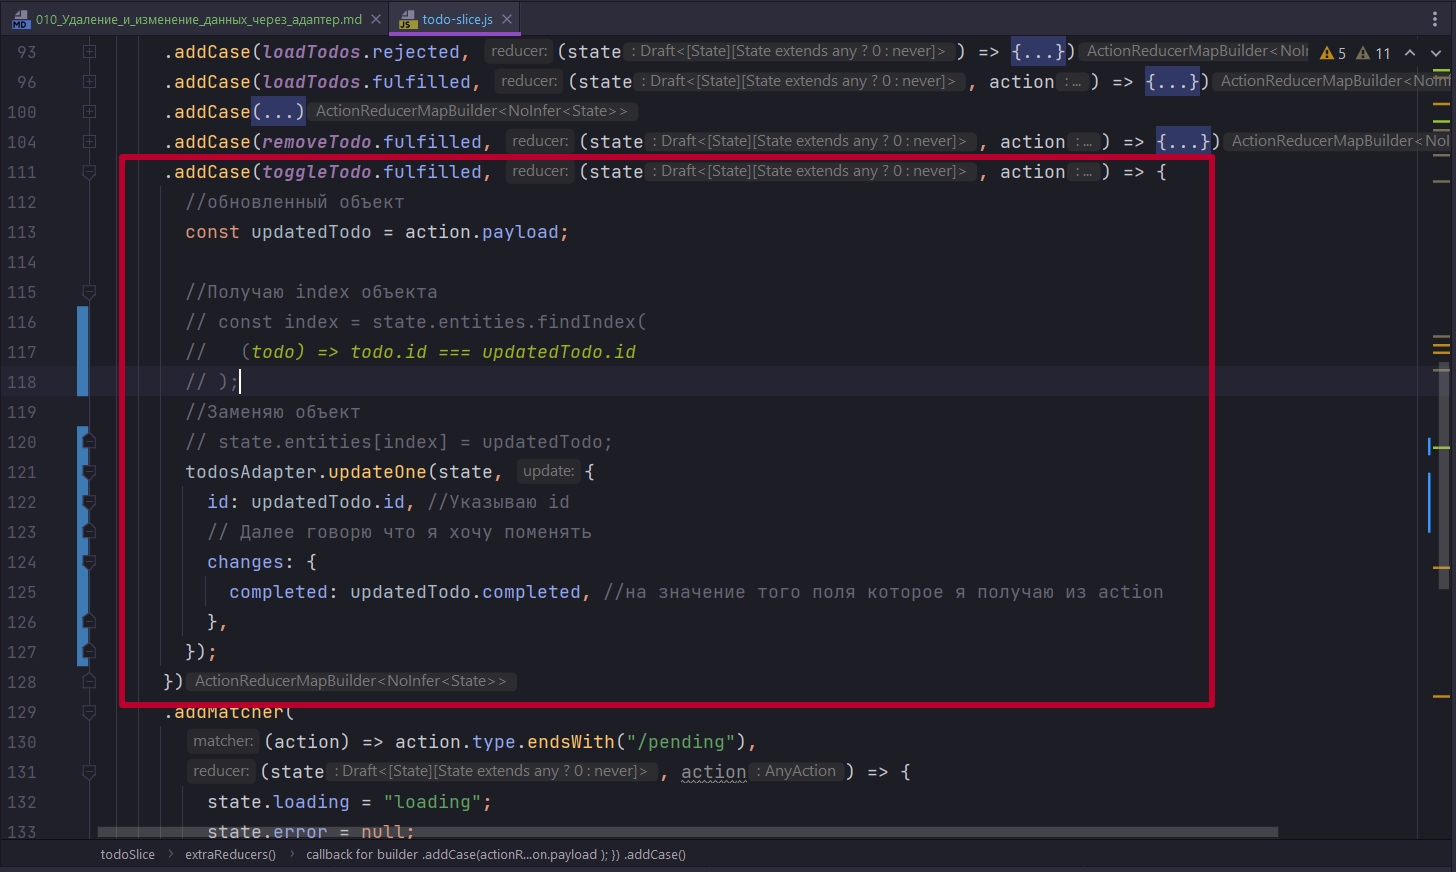 010_Удаление_и_изменение_данных_через_адаптер.md todo-slice.js
93 .addCase(loadTodos.rejected, reducer: (state : Draft<[State][State extends any ? 0 : never]> ) => {...}) ActionReducerMapBuilder<NoIn 5 11
96 .addCase(loadTodos.fulfilled, reducer: (state : Draft<[State][State extends any ? 0 : never]> , action : ... ) => {...}) ActionReducerMapBuilder<NoInfer
100 .addCase(...) ActionReducerMapBuilder<NoInfer<State>>
104 .addCase(removeTodo.fulfilled, reducer: (state : Draft<[State][State extends any ? 0 : never]> , action : ... ) => {...}) ActionReducerMapBuilder<NoI
111 .addCase(toggleTodo.fulfilled, reducer: (state : Draft<[State][State extends any ? 0 : never]> , action : ... ) => {
112 //обновленный объект
113 const updatedTodo = action.payload;
114
115 //Получаю index объекта
116 // const index = state.entities.findIndex(
117 // (todo) => todo.id === updatedTodo.id
118 // );
119 //Заменяю объект
120 // state.entities[index] = updatedTodo;
121 todosAdapter.updateOne(state, update: {
122 id: updatedTodo.id, //Указываю id
123 // Далее говорю что я хочу поменять
124 changes: {
125 completed: updatedTodo.completed, //на значение того поля которое я получаю из action
126 },
127 });
128 }) ActionReducerMapBuilder<NoInfer<State>>
129 .addMatcher(
130 matcher: (action) => action.type.endsWith("/pending"),
131 reducer: (state : Draft<[State][State extends any ? 0 : never]> , action : AnyAction ) => {
132 state.loading = "loading";
133 state.error = null;
todoSlice extraReducers() callback for builder .addCase(actionR...on.payload ); }) .addCase()